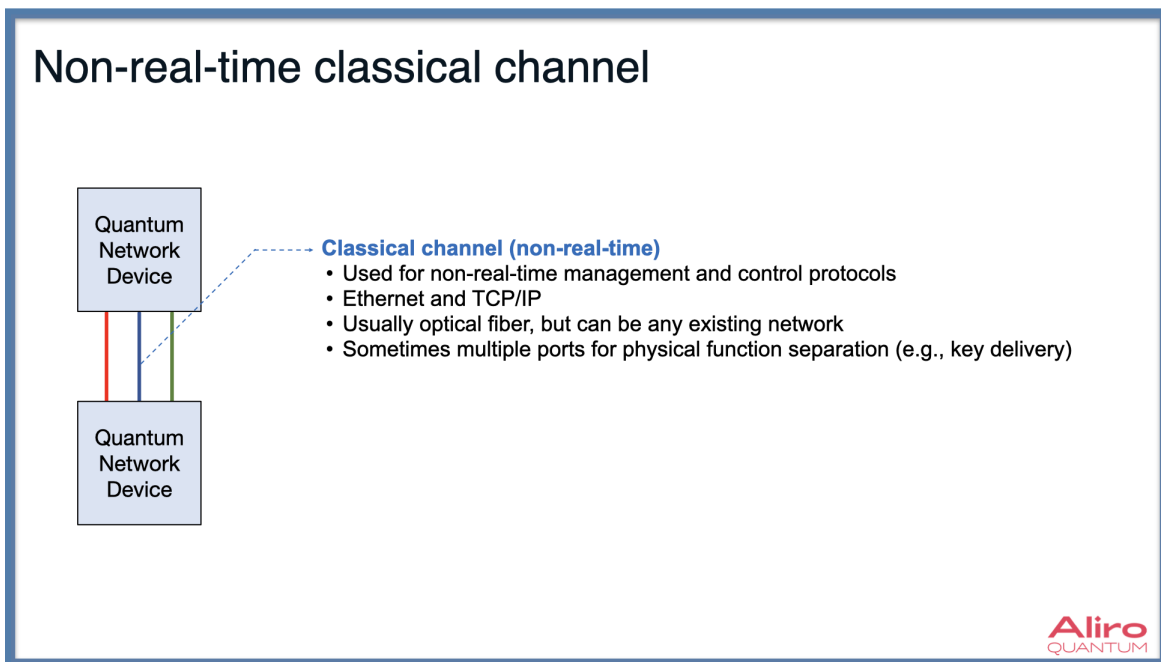 Non-real-time classical channel
Quantum
Network
Device
Classical channel (non-real-time)
• Used for non-real-time management and control protocols
• Ethernet and TCP/IP
• Usually optical fiber, but can be any existing network
• Sometimes multiple ports for physical function separation (e.g., key delivery)
Quantum
Network
Device
Aliro
QUANTUM